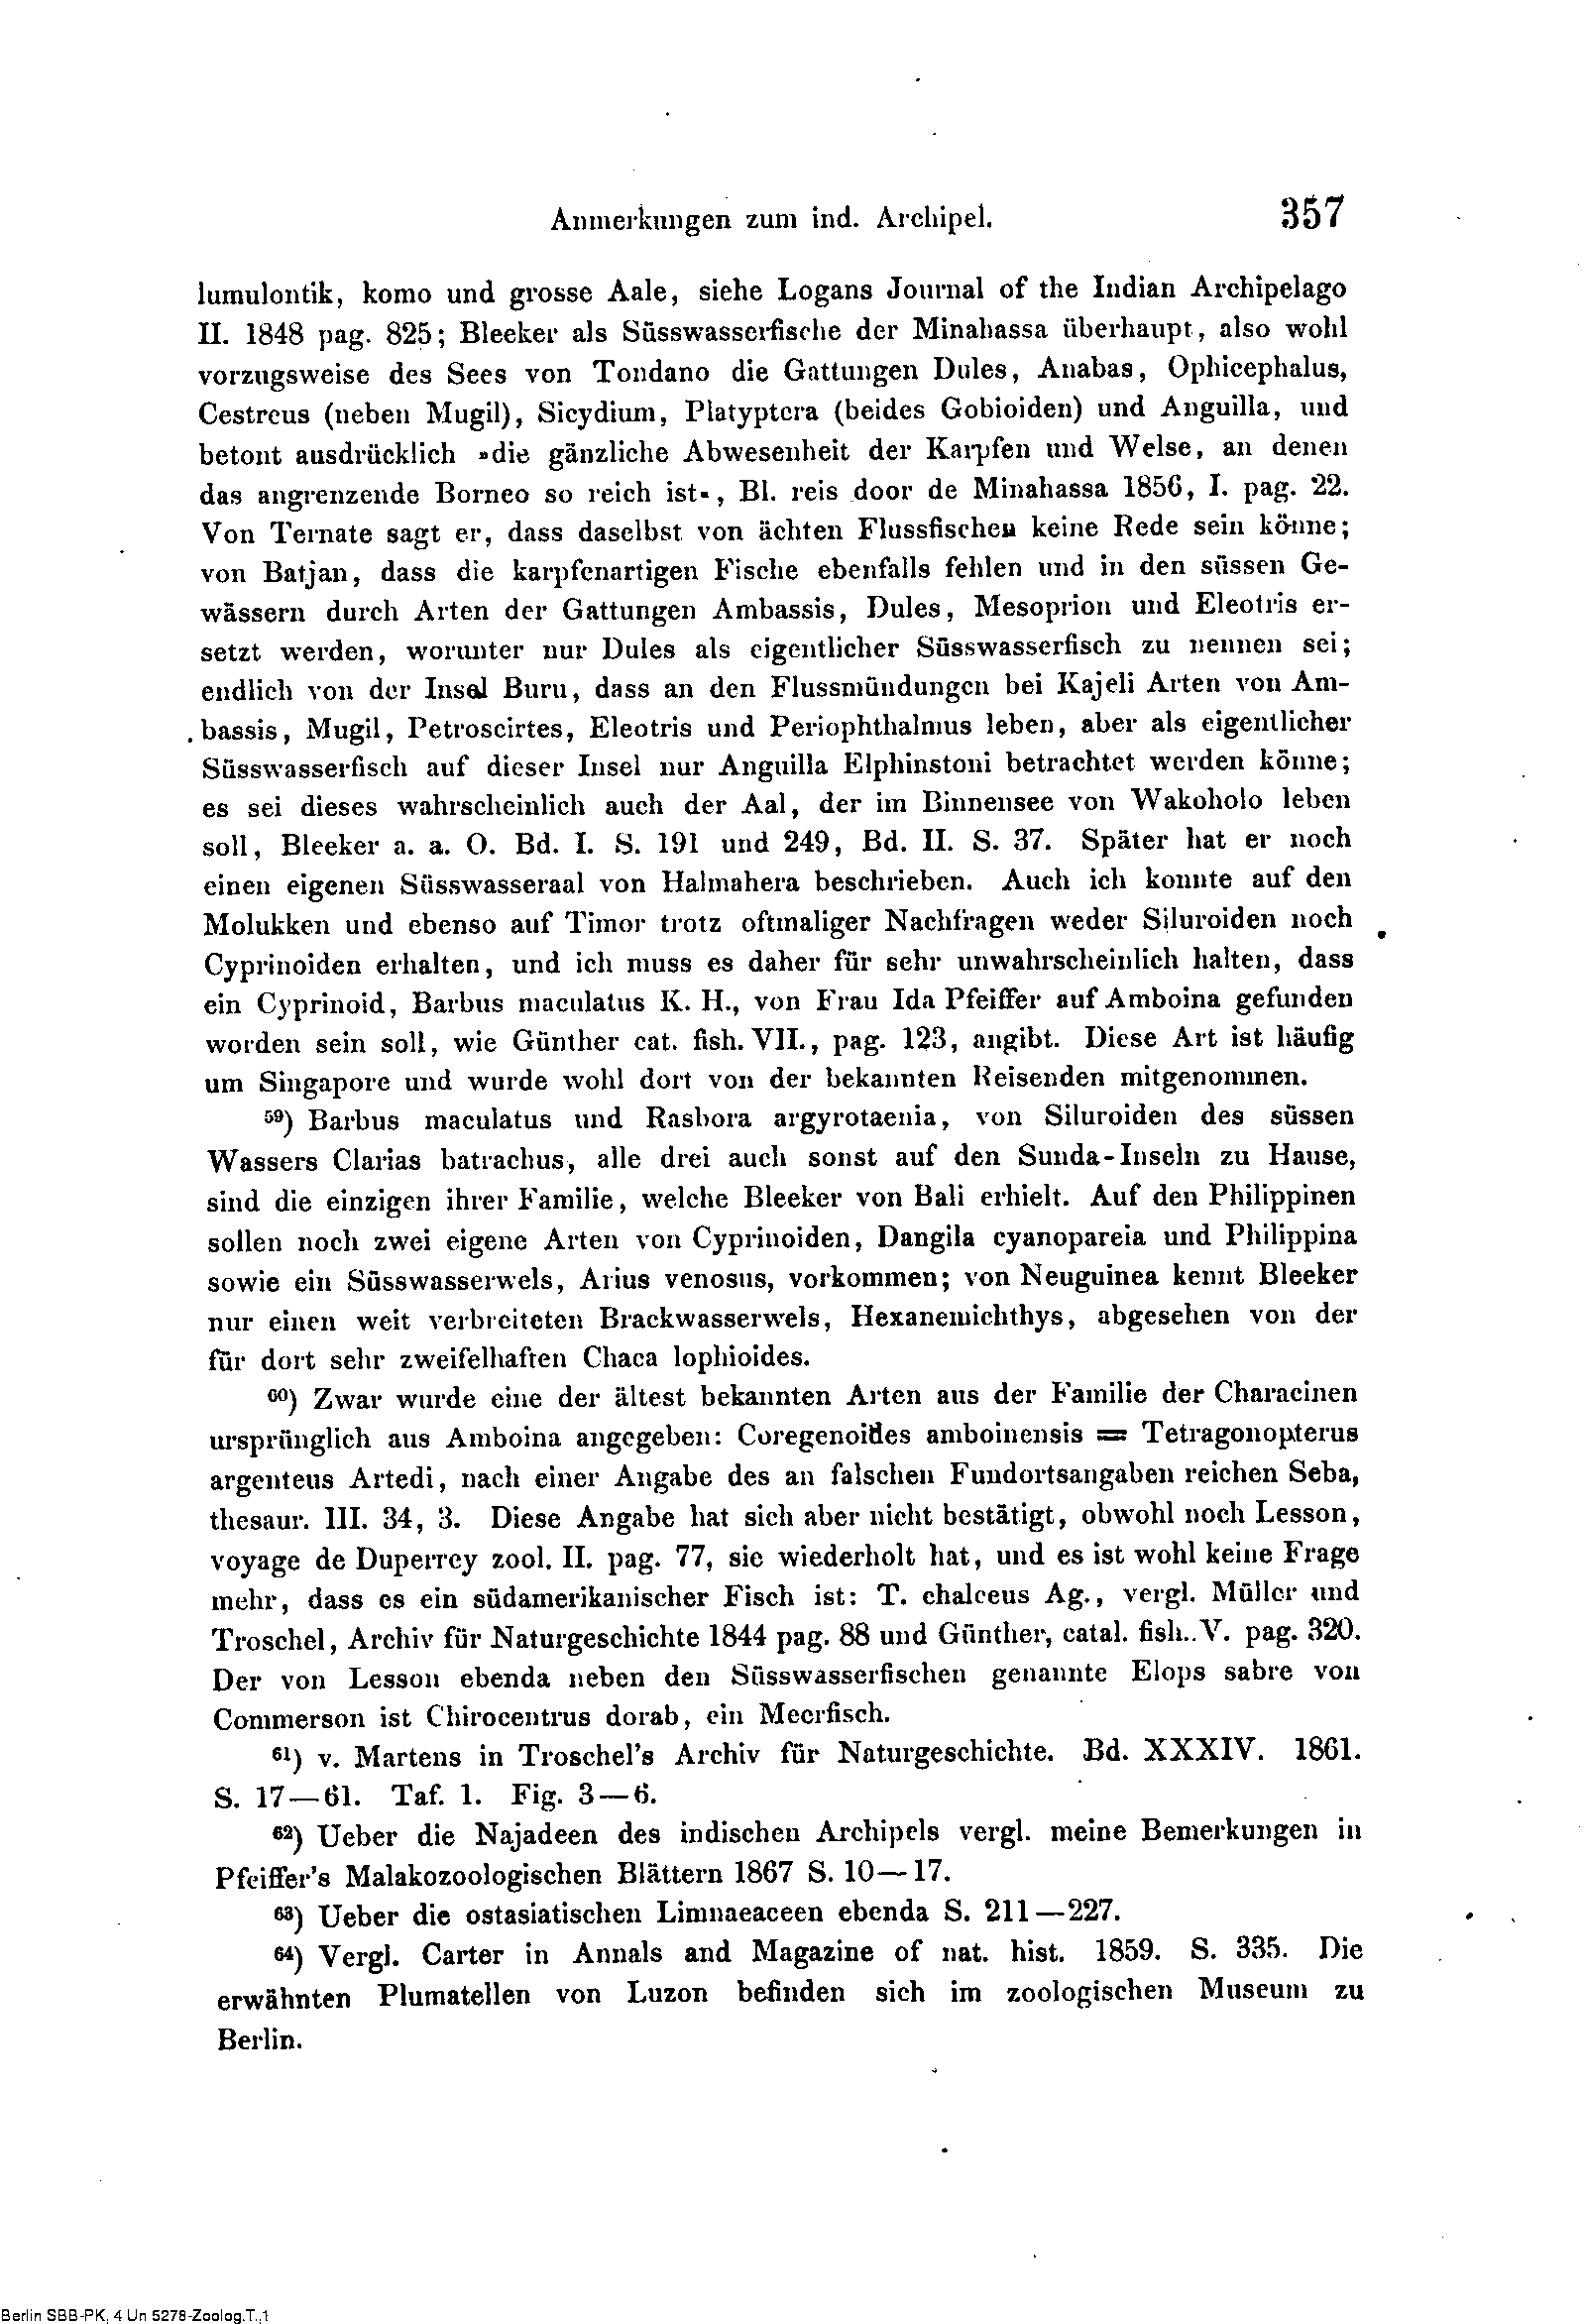 Anmerkungen zum ind. Archipel. 357
lumulontik, komo und grosse Aale, siehe Logans Journal of the Indian Archipelago
II. 1848 pag. 825; Bleeker als Süsswasserfische der Minahassa überhaupt, also wohl
vorzugsweise des Sees von Tondano die Gattungen Dules, Anabas, Ophicephalus,
Cestreus (neben Mugil), Sicydium, Platyptera (beides Gobioiden) und Anguilla, und
betont ausdrücklich »die gänzliche Abwesenheit der Karpfen und Welse, an denen
das angrenzende Borneo so reich ist«, Bl. reis door de Minahassa 1856, I. pag. 22.
Von Ternate sagt er, dass daselbst von ächten Flussfischen keine Rede sein könne;
von Batjan, dass die karpfenartigen Fische ebenfalls fehlen und in den süssen Ge-
wässern durch Arten der Gattungen Ambassis, Dules, Mesoprion und Eleotris er-
setzt werden, worunter nur Dules als eigentlicher Süsswasserfisch zu nennen sei;
endlich von der Insel Buru, dass an den Flussmündungen bei Kajeli Arten von Am-
bassis, Mugil, Petroscirtes, Eleotris und Periophthalmus leben, aber als eigentlicher
Süsswasserfisch auf dieser Insel nur Anguilla Elphinstoni betrachtet werden könne;
es sei dieses wahrscheinlich auch der Aal, der im Binnensee von Wakoholo leben
soll, Bleeker a. a. O. Bd. I. S. 191 und 249, Bd. II. S. 37. Später hat er noch
einen eigenen Süsswasseraal von Halmahera beschrieben. Auch ich konnte auf den
Molukken und ebenso auf Timor trotz oftmaliger Nachfragen weder Siluroiden noch
Cyprinoiden erhalten, und ich muss es daher für sehr unwahrscheinlich halten, dass
ein Cyprinoid, Barbus maculatus K. H., von Frau Ida Pfeiffer auf Amboina gefunden
worden sein soll, wie Günther cat. fish. VII., pag. 123, angibt. Diese Art ist häufig
um Singapore und wurde wohl dort von der bekannten Reisenden mitgenommen.
59) Barbus maculatus und Rasbora argyrotaenia, von Siluroiden des süssen
Wassers Clarias batrachus, alle drei auch sonst auf den Sunda-Inseln zu Hause,
sind die einzigen ihrer Familie, welche Bleeker von Bali erhielt. Auf den Philippinen
sollen noch zwei eigene Arten von Cyprinoiden, Dangila cyanopareia und Philippina
sowie ein Süsswasserwels, Arius venosus, vorkommen; von Neuguinea kennt Bleeker
nur einen weit verbreiteten Brackwasserwels, Hexanemichthys, abgesehen von der
für dort sehr zweifelhaften Chaca lophioides.
60) Zwar wurde eine der ältest bekannten Arten aus der Familie der Characinen
ursprünglich aus Amboina angegeben: Coregenoides amboinensis = Tetragonopterus
argenteus Artedi, nach einer Angabe des an falschen Fundortsangaben reichen Seba,
thesaur. III. 34, 3. Diese Angabe hat sich aber nicht bestätigt, obwohl noch Lesson,
voyage de Duperrey zool. II. pag. 77, sie wiederholt hat, und es ist wohl keine Frage
mehr, dass es ein südamerikanischer Fisch ist: T. chalceus Ag., vergl. Müller und
Troschel, Archiv für Naturgeschichte 1844 pag. 88 und Günther, catal. fish. V. pag. 320.
Der von Lesson ebenda neben den Süsswasserfischen genannte Elops sabre von
Commerson ist Chirocentrus dorab, ein Meerfisch.
61) v. Martens in Troschel's Archiv für Naturgeschichte. Bd. XXXIV. 1861.
S. 17—61. Taf. 1. Fig. 3—6.
62) Ueber die Najadeen des indischen Archipels vergl. meine Bemerkungen in
Pfeiffer's Malakozoologischen Blättern 1867 S. 10—17.
63) Ueber die ostasiatischen Limnaeaceen ebenda S. 211—227.
64) Vergl. Carter in Annals and Magazine of nat. hist. 1859. S. 335. Die
erwähnten Plumatellen von Luzon befinden sich im zoologischen Museum zu
Berlin.
Berlin SBB-PK, 4 Un 5278-Zoolog.T.,1